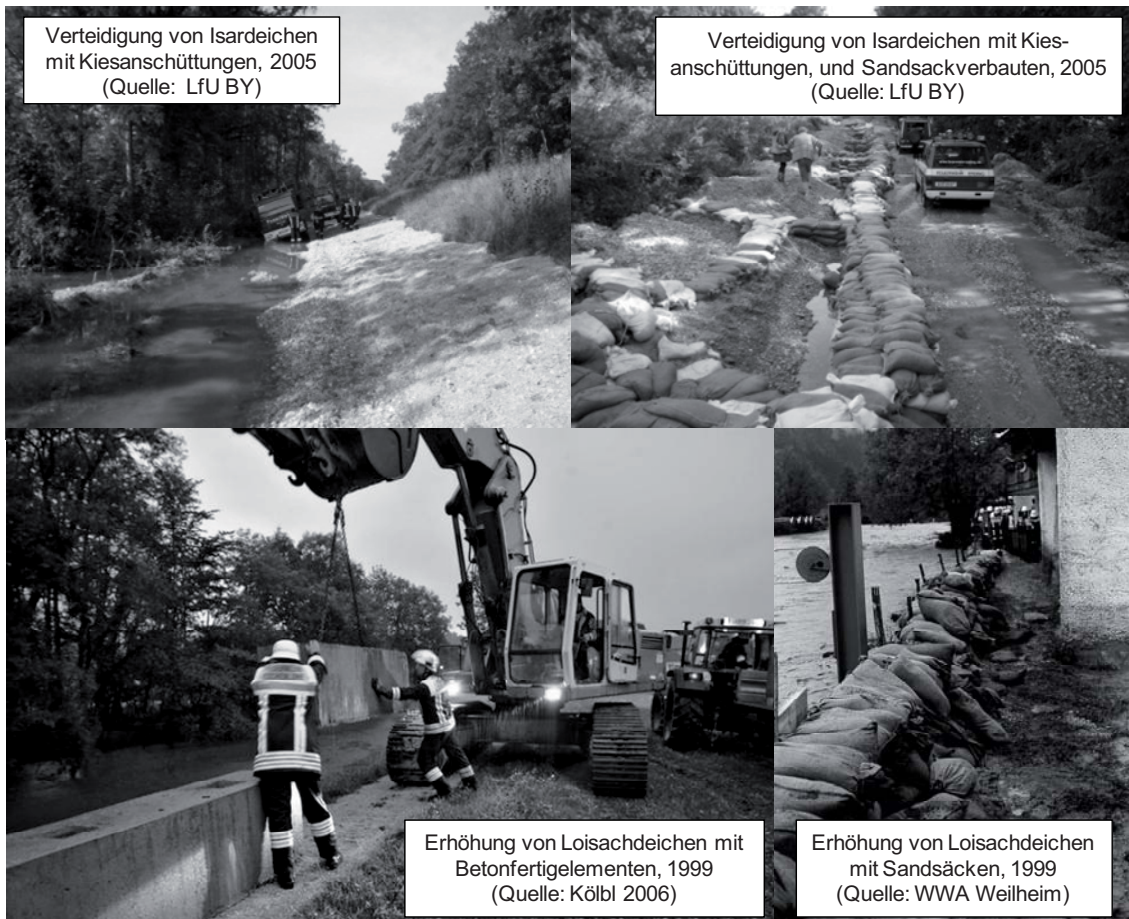 Verteidigung von Isardeichen
mit Kiesanschüttungen, 2005
(Quelle: LfU BY)
Verteidigung von Isardeichen mit Kies-
anschüttungen, und Sandsackverbauten, 2005
(Quelle: LfU BY)
Erhöhung von Loisachdeichen mit
Betonfertigelementen, 1999
(Quelle: Kölbl 2006)
Erhöhung von Loisachdeichen
mit Sandsäcken, 1999
(Quelle: WWA Weilheim)